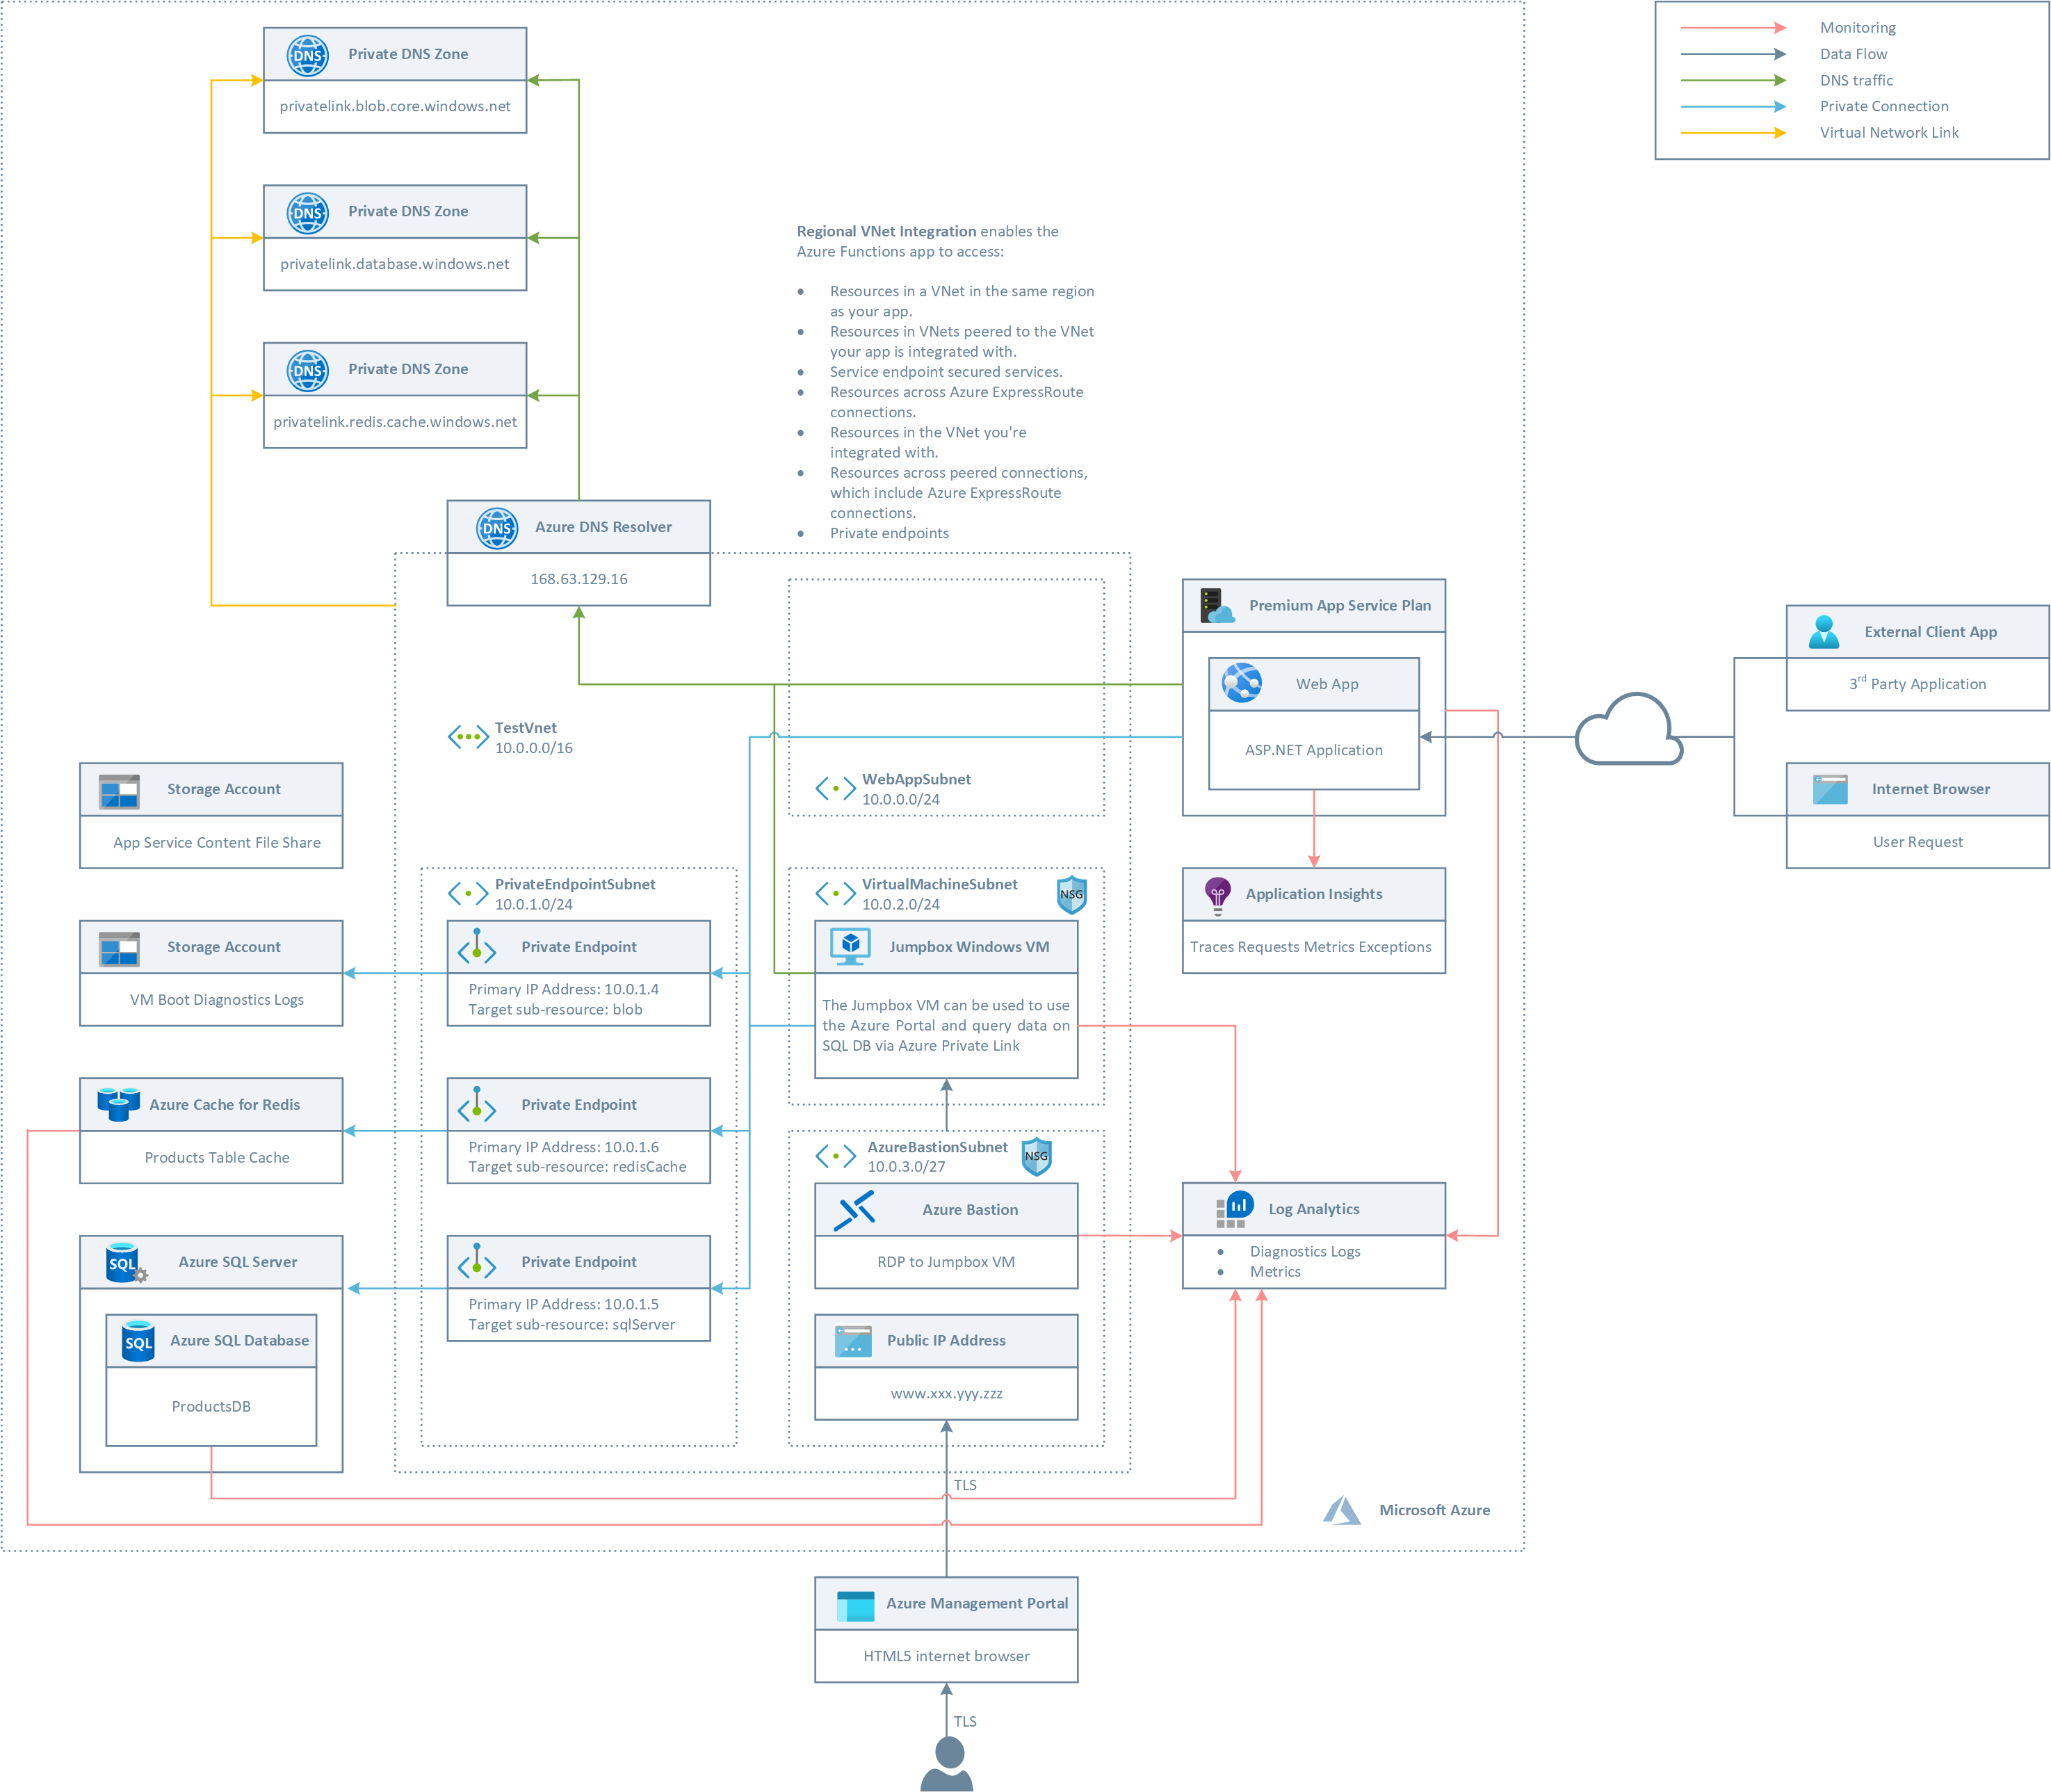 Private DNS Zone
privatelink.blob.core.windows.net
Private DNS Zone
privatelink.database.windows.net
Private DNS Zone
privatelink.redis.cache.windows.net
Monitoring
Data Flow
DNS traffic
Private Connection
Virtual Network Link
Regional VNet Integration enables the
Azure Functions app to access:
• Resources in a VNet in the same region
as your app.
• Resources in VNets peered to the VNet
your app is integrated with.
• Service endpoint secured services.
• Resources across Azure ExpressRoute
connections.
• Resources in the VNet you're
integrated with.
• Resources across peered connections,
which include Azure ExpressRoute
connections.
• Private endpoints
DNS
DNS
DNS
DNS
Azure DNS Resolver
168.63.129.16
TestVnet
10.0.0.0/16
WebAppSubnet
10.0.0.0/24
Premium App Service Plan
Web App
ASP.NET Application
External Client App
3rd Party Application
Internet Browser
User Request
Storage Account
App Service Content File Share
Storage Account
VM Boot Diagnostics Logs
Azure Cache for Redis
Products Table Cache
SQL
Azure SQL Server
SQL
Azure SQL Database
ProductsDB
PrivateEndpointSubnet
10.0.1.0/24
Private Endpoint
Primary IP Address: 10.0.1.4
Target sub-resource: blob
Private Endpoint
Primary IP Address: 10.0.1.6
Target sub-resource: redisCache
Private Endpoint
Primary IP Address: 10.0.1.5
Target sub-resource: sqlServer
VirtualMachineSubnet
10.0.2.0/24
NSG
Jumpbox Windows VM
The Jumpbox VM can be used to use
the Azure Portal and query data on
SQL DB via Azure Private Link
AzureBastionSubnet
10.0.3.0/27
NSG
Azure Bastion
RDP to Jumpbox VM
Public IP Address
www.xxx.yyy.zzz
Application Insights
Traces Requests Metrics Exceptions
Log Analytics
• Diagnostics Logs
• Metrics
TLS
Microsoft Azure
Azure Management Portal
HTML5 internet browser
TLS